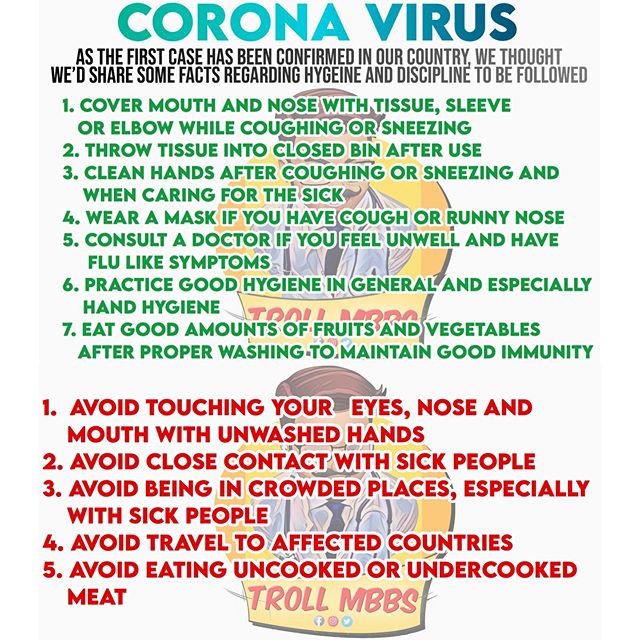 CORONA VIRUS
AS THE FIRST CASE HAS BEEN CONFIRMED IN OUR COUNTRY, WE THOUGHT
WE'D SHARE SOME FACTS REGARDING HYGEINE AND DISCIPLINE TO BE FOLLOWED
1. COVER MOUTH AND NOSE WITH TISSUE, SLEEVE
OR ELBOW WHILE COUGHING OR SNEEZING
2. THROW TISSUE INTO CLOSED BIN AFTER USE
3. CLEAN HANDS AFTER COUGHING OR SNEEZING AND
WHEN CARING FOR THE SICK
4. WEAR A MASK IF YOU HAVE COUGH OR RUNNY NOSE
5. CONSULT A DOCTOR IF YOU FEEL UNWELL AND HAVE
FLU LIKE SYMPTOMS
6. PRACTICE GOOD HYGIENE IN GENERAL AND ESPECIALLY
HAND HYGIENE
TROLL MBBS
7. EAT GOOD AMOUNTS OF FRUITS AND VEGETABLES
AFTER PROPER WASHING TO MAINTAIN GOOD IMMUNITY
1. AVOID TOUCHING YOUR EYES, NOSE AND
MOUTH WITH UNWASHED HANDS
2. AVOID CLOSE CONTACT WITH SICK PEOPLE
3. AVOID BEING IN CROWDED PLACES, ESPECIALLY
WITH SICK PEOPLE
4. AVOID TRAVEL TO AFFECTED COUNTRIES
5. AVOID EATING UNCOOKED OR UNDERCOOKED
MEAT
TROLL MBBS